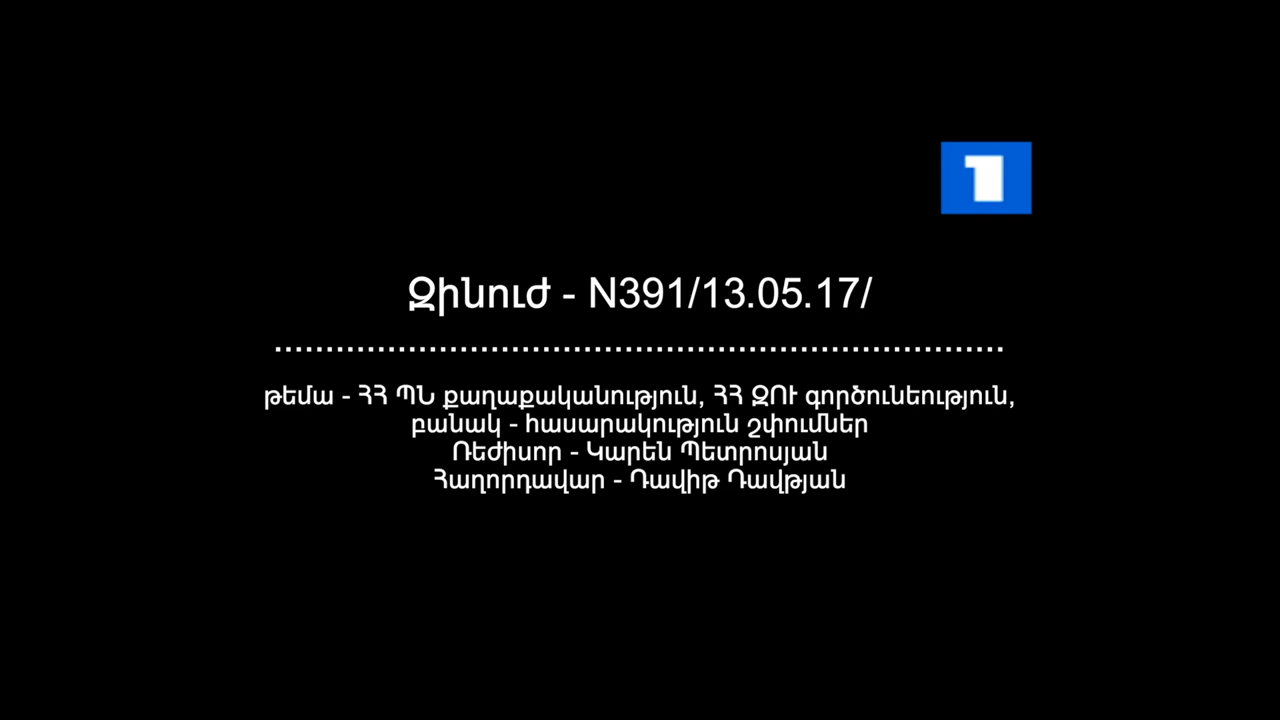 1
Զինուժ - N391/13.05.17/
.......................................................................
թեմա - ՀՀ ՊՆ քաղաքականություն, ՀՀ ԶՈՒ գործունեություն,
բանակ - հասարակություն շփումներ
Ռեժիսոր - Կարեն Պետրոսյան
Հաղորդավար - Դավիթ Դավթյան